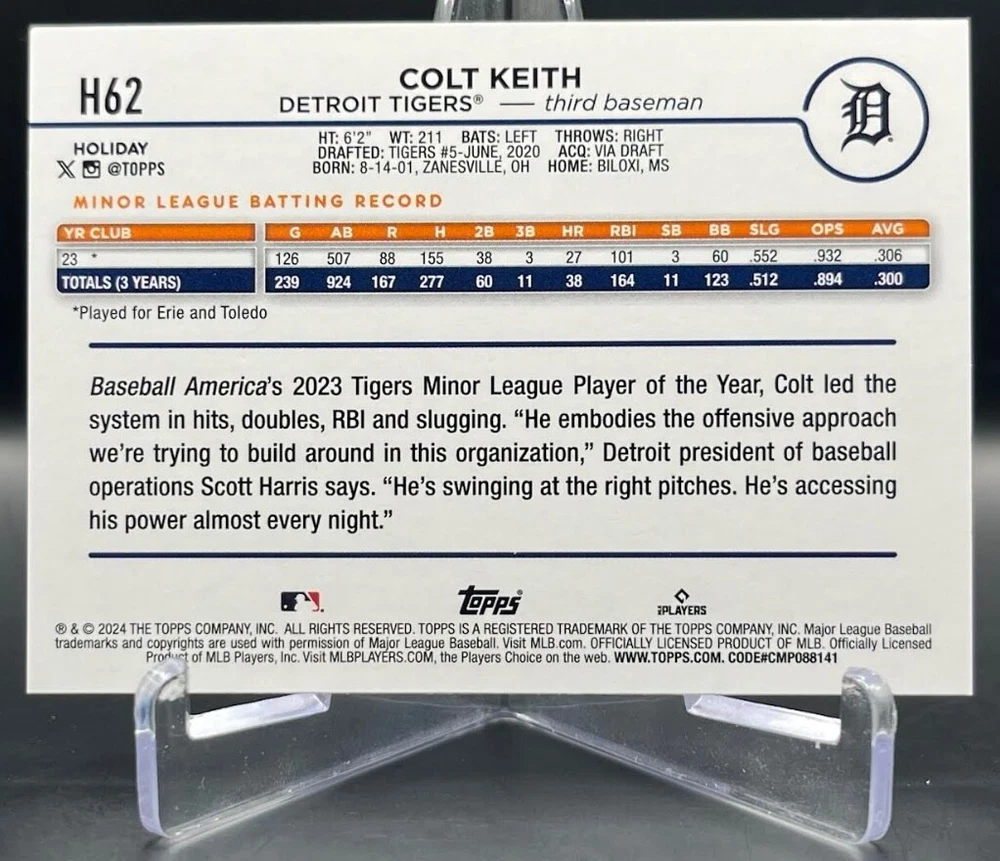 H62
COLT KEITH
DETROIT TIGERS® — third baseman
D
HOLIDAY
X @TOPPS
HT: 6'2" WT: 211 BATS: LEFT THROWS: RIGHT
DRAFTED: TIGERS #5-JUNE, 2020 ACQ: VIA DRAFT
BORN: 8-14-01, ZANESVILLE, OH HOME: BILOXI, MS
MINOR LEAGUE BATTING RECORD
YR CLUB G AB R H 2B 3B HR RBI SB BB SLG OPS AVG
23 * 126 507 88 155 38 3 27 101 3 60 .552 .932 .306
TOTALS (3 YEARS) 239 924 167 277 60 11 38 164 11 123 .512 .894 .300
*Played for Erie and Toledo
Baseball America's 2023 Tigers Minor League Player of the Year, Colt led the
system in hits, doubles, RBI and slugging. “He embodies the offensive approach
we're trying to build around in this organization,” Detroit president of baseball
operations Scott Harris says. “He's swinging at the right pitches. He's accessing
his power almost every night.”
TOPPS®
MLB PLAYERS
® & © 2024 THE TOPPS COMPANY, INC. ALL RIGHTS RESERVED. TOPPS IS A REGISTERED TRADEMARK OF THE TOPPS COMPANY, INC. Major League Baseball
trademarks and copyrights are used with permission of Major League Baseball. Visit MLB.com. OFFICIALLY LICENSED PRODUCT OF MLB. Officially Licensed
Product of MLB Players, Inc. Visit MLBPLAYERS.COM, the Players Choice on the web. WWW.TOPPS.COM. CODE#CMP088141